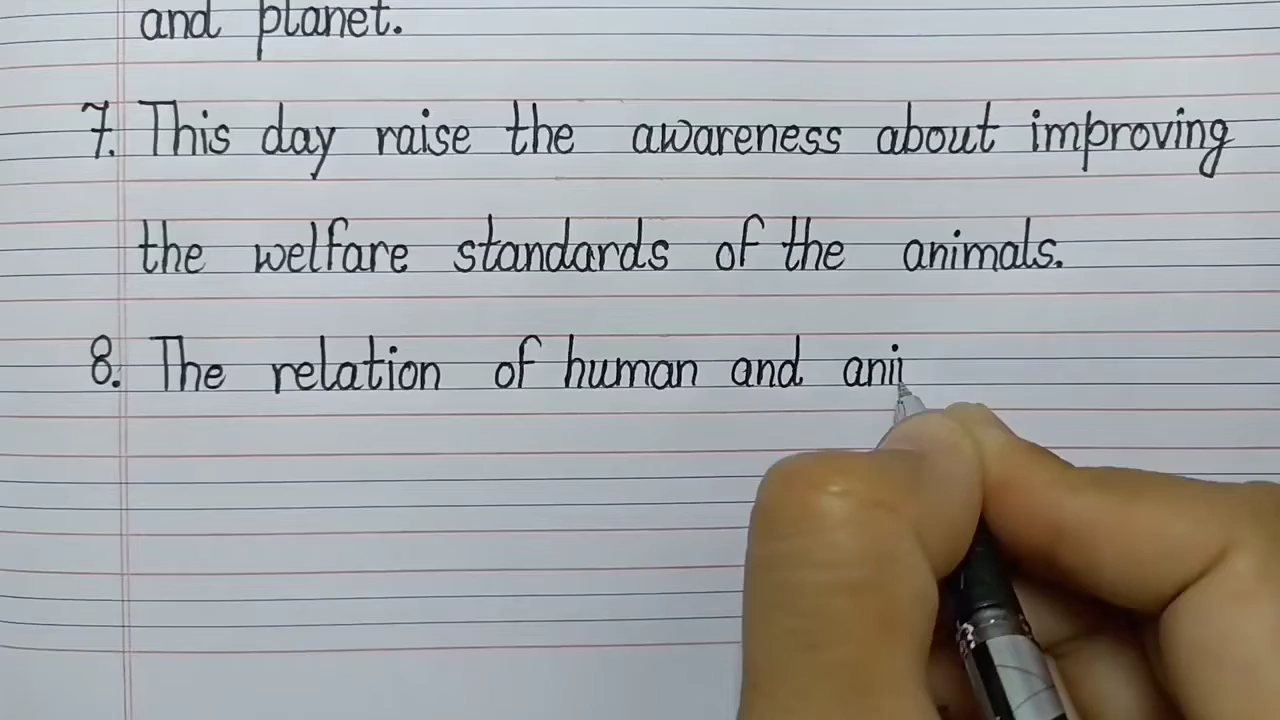 and planet.
7. This day raise the awareness about improving
the welfare standards of the animals.
8. The relation of human and ani